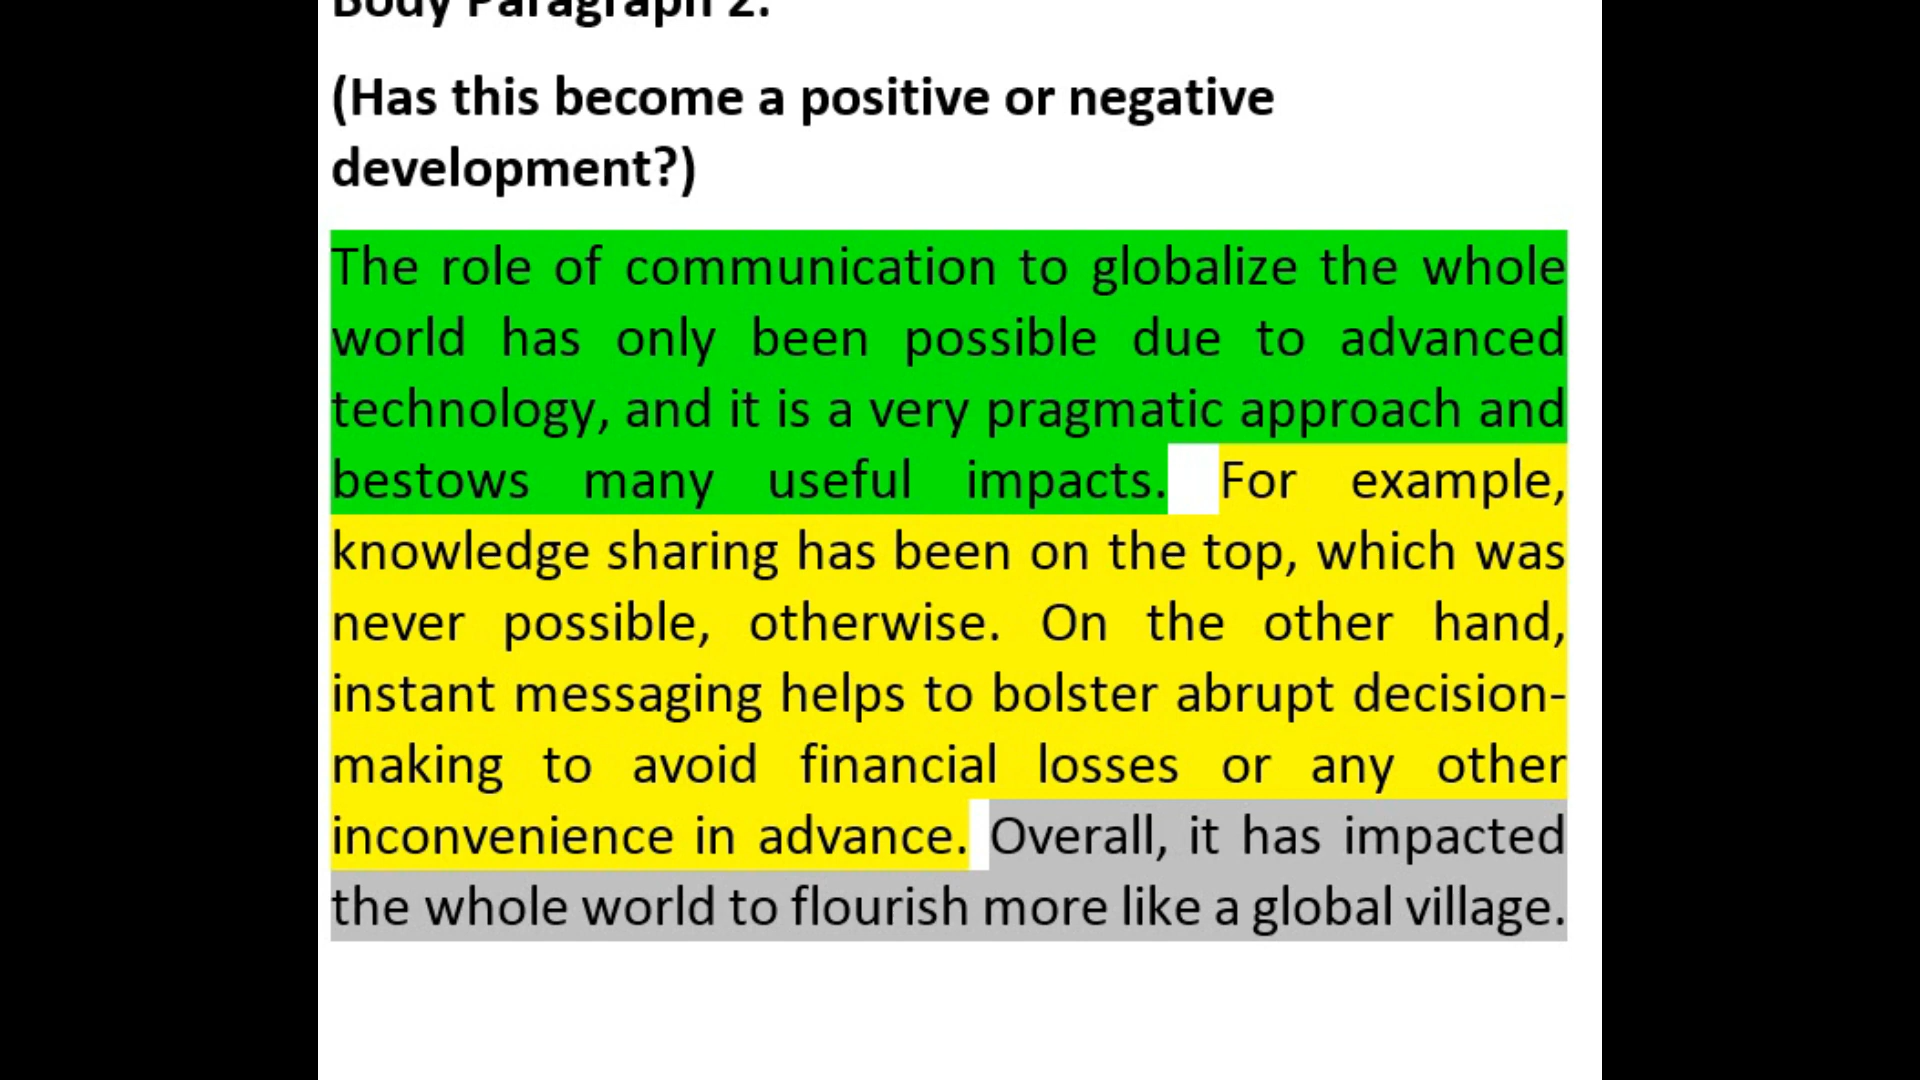 Body Paragraph 2:
(Has this become a positive or negative
development?)
The role of communication to globalize the whole
world has only been possible due to advanced
technology, and it is a very pragmatic approach and
bestows many useful impacts. For example,
knowledge sharing has been on the top, which was
never possible, otherwise. On the other hand,
instant messaging helps to bolster abrupt decision-
making to avoid financial losses or any other
inconvenience in advance. Overall, it has impacted
the whole world to flourish more like a global village.